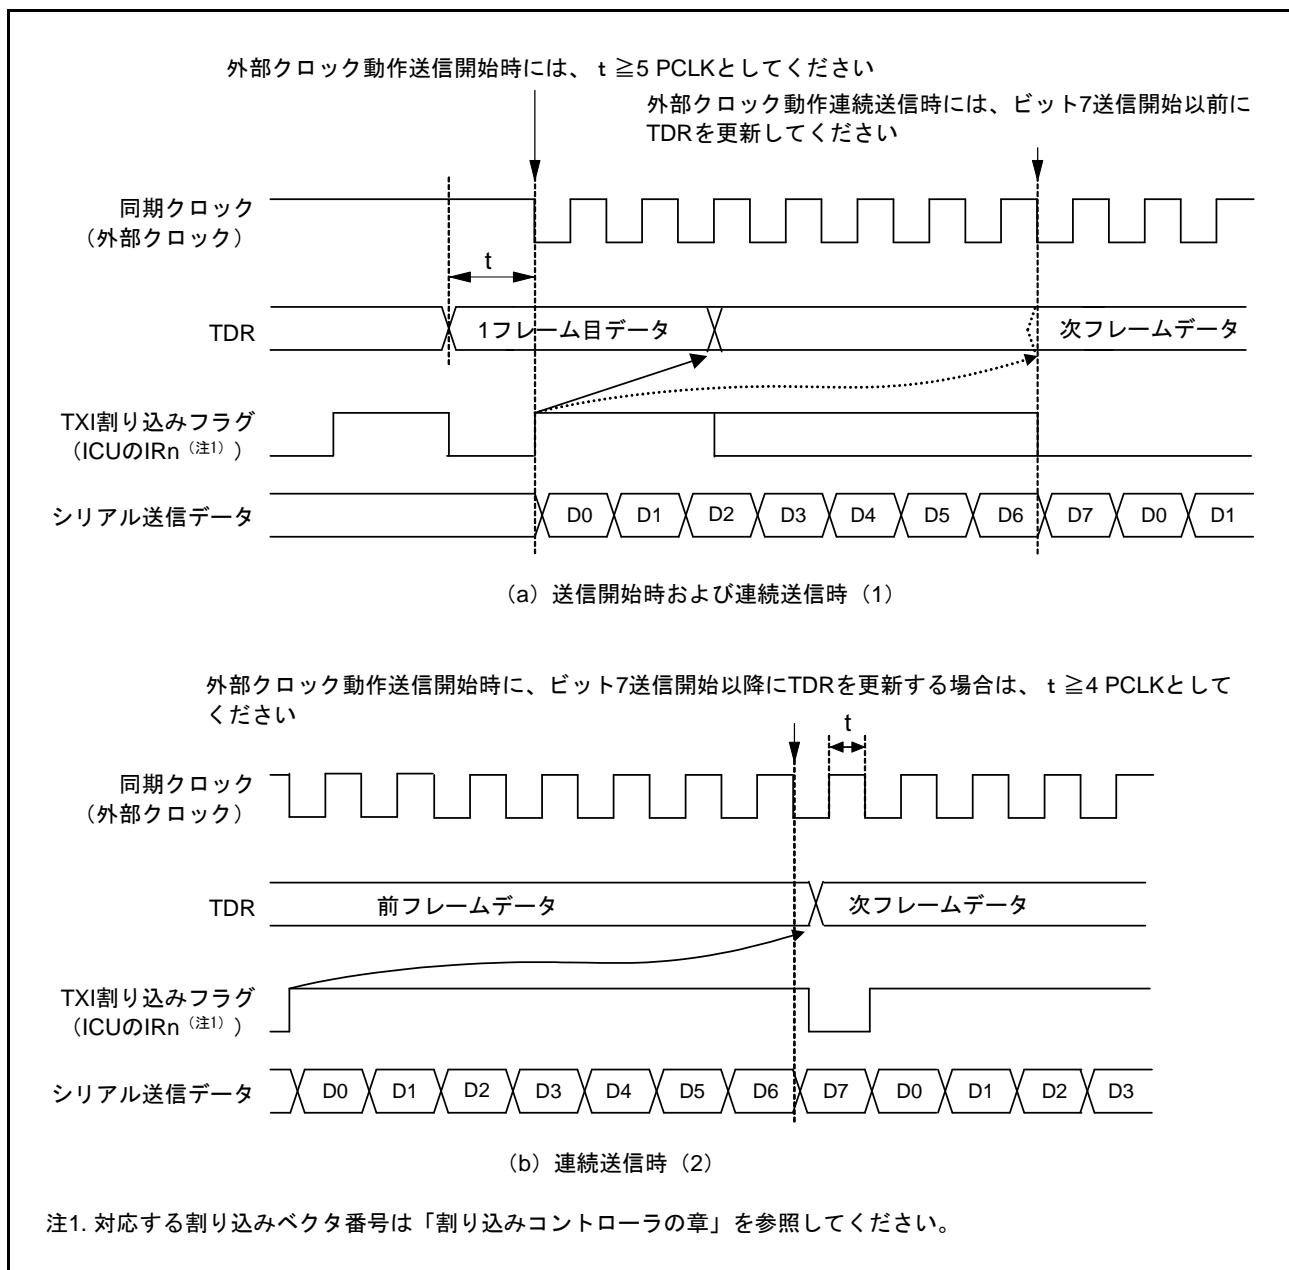 外部クロック動作送信開始時には、 t ≧5 PCLKとしてください
外部クロック動作連続送信時には、ビット7送信開始以前に
TDRを更新してください
同期クロック
（外部クロック）
t
TDR
1フレーム目データ
次フレームデータ
TXI割り込みフラグ
（ICUのIRn（注1））
シリアル送信データ
D0 D1 D2 D3 D4 D5 D6 D7 D0 D1
（a）送信開始時および連続送信時（1）
外部クロック動作送信開始時に、ビット7送信開始以降にTDRを更新する場合は、 t ≧4 PCLKとして
ください
t
同期クロック
（外部クロック）
TDR
前フレームデータ
次フレームデータ
TXI割り込みフラグ
（ICUのIRn（注1））
シリアル送信データ
D0 D1 D2 D3 D4 D5 D6 D7 D0 D1 D2 D3
（b）連続送信時（2）
注1. 対応する割り込みベクタ番号は「割り込みコントローラの章」を参照してください。